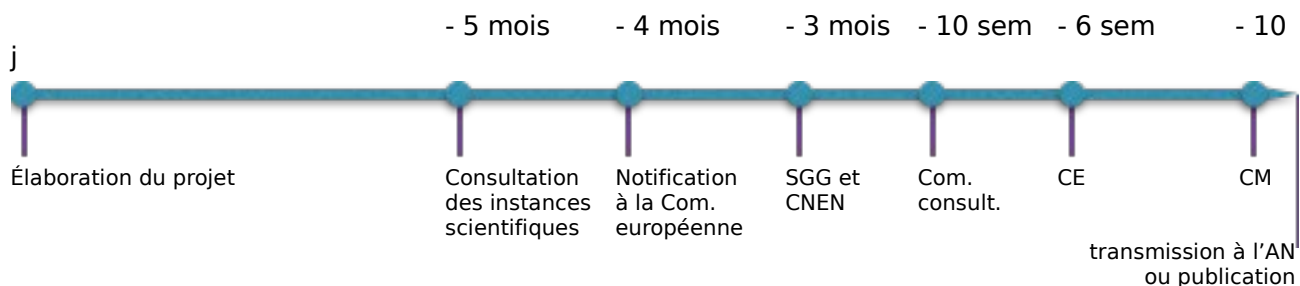 - 5 mois - 4 mois - 3 mois - 10 sem - 6 sem - 10
j
Élaboration du projet
Consultation
des instances
scientifiques
Notification
à la Com.
européenne
SGG et
CNEN
Com.
consult.
CE
CM
transmission à l’AN
ou publication